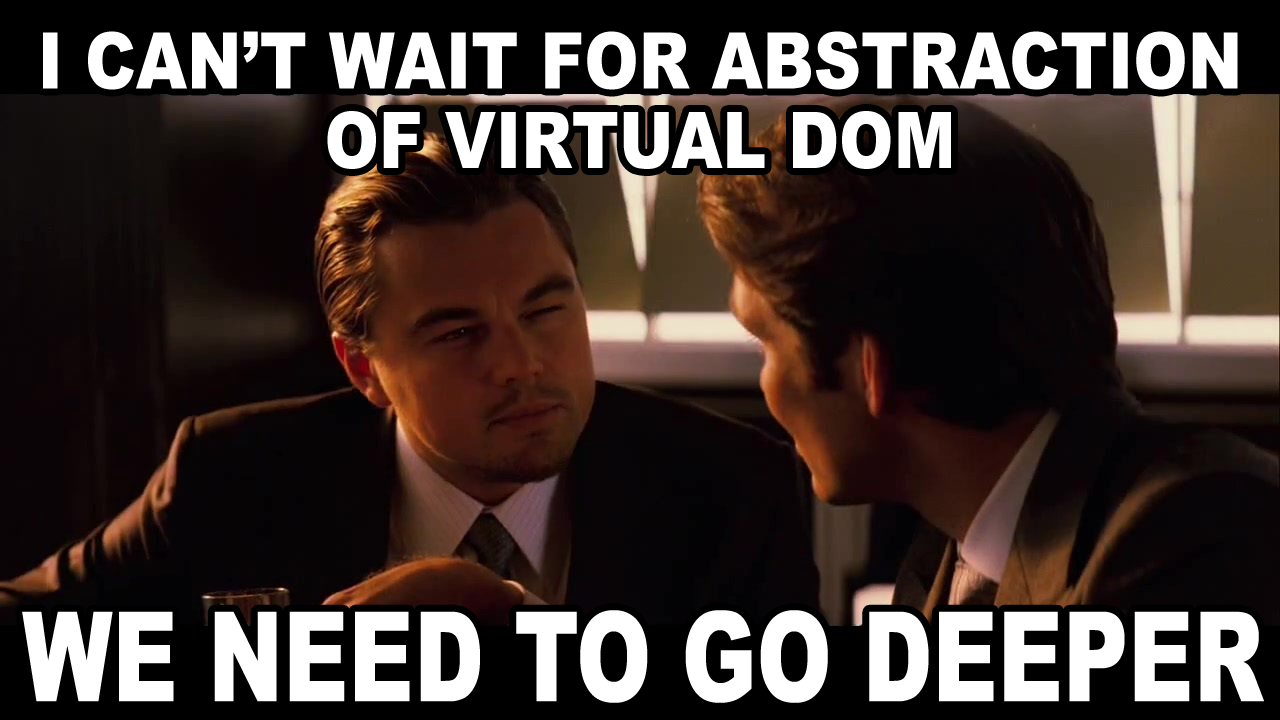 I CAN’T WAIT FOR ABSTRACTION
OF VIRTUAL DOM
WE NEED TO GO DEEPER